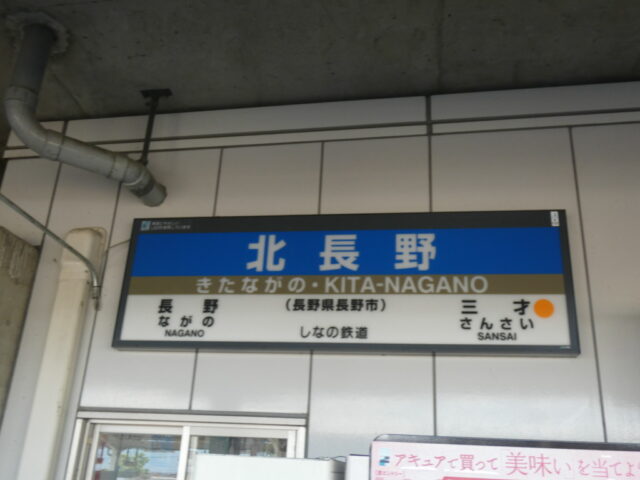 北長野
きたながの・KITA-NAGANO
長野 (長野県長野市) 三才
ながの しなの鉄道 さんさい
NAGANO SANSAI
アキュアで買って 美味い を当てよ